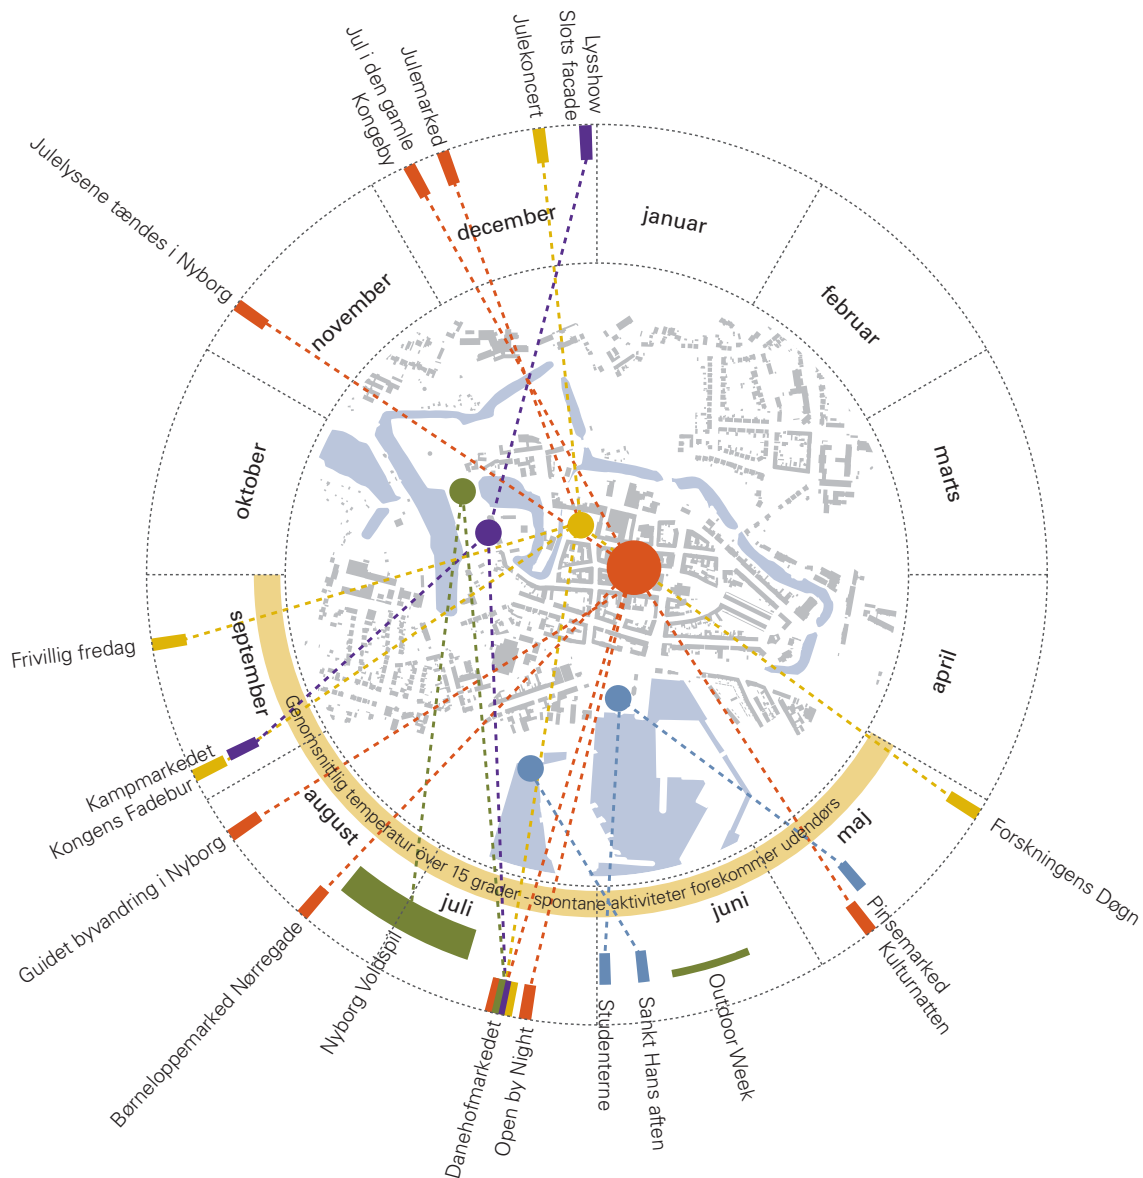 Lysshow
Slots facade
Julekoncert
Julemarked
Jul i den gamle
Kongeby
Julelysene tændes i Nyborg
januar
februar
marts
april
maj
juni
juli
august
september
oktober
november
december
Genomsnittlig temperatur över 15 grader - spontane aktiviteter forekommer udendørs
Forskningens Døgn
Pinsemarked
Kulturnatten
Outdoor Week
Sankt Hans aften
Studenterne
Open by Night
Danehofmarkedet
Nyborg Voldspil
Børneloppemarked Nørregade
Guidet byvandring i Nyborg
Kongens Fadebur
Kampmarkedet
Frivillig fredag